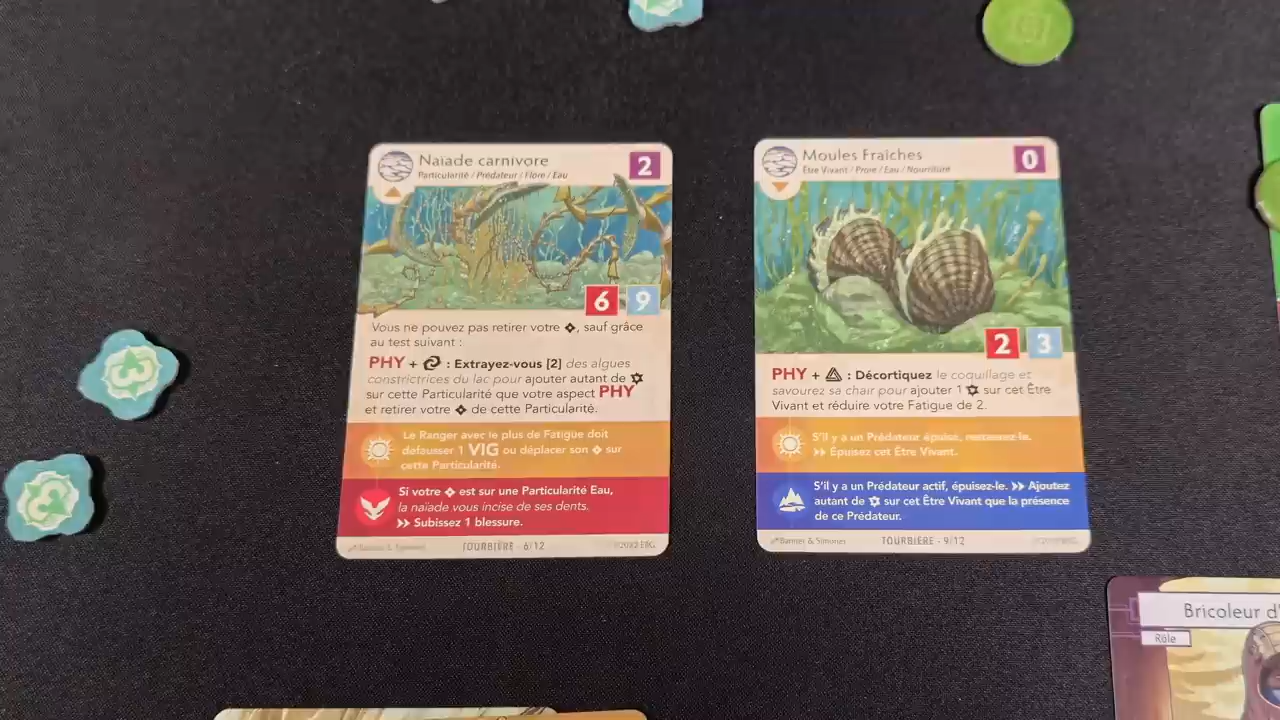 Naïade carnivore
2
Particularité / Prédateur / Flore / Eau
6 9
Vous ne pouvez pas retirer votre , sauf grâce
au test suivant :
PHY + : Extrayez-vous [2] des algues
constrictrices du lac pour ajouter autant de
sur cette Particularité que votre aspect PHY
et retirer votre de cette Particularité.
Le Ranger avec le plus de Fatigue doit
défausser 1 VIG ou déplacer son sur
cette Particularité.
Si votre est sur une Particularité Eau,
la naïade vous incise de ses dents.
Subissez 1 blessure.
TOURBIÈRE - 6/12
Moules Fraîches
0
Être Vivant / Proie / Eau / Nourriture
2 3
PHY + : Décortiquez le coquillage et
savourez sa chair pour ajouter 1 sur cet Être
Vivant et réduire votre Fatigue de 2.
S'il y a un Prédateur épuisé, restaurez-le.
Épuisez cet Être Vivant.
S'il y a un Prédateur actif, épuisez-le. Ajoutez
autant de sur cet Être Vivant que la présence
de ce Prédateur.
Banner & Simones
TOURBIÈRE - 9/12
Bricoleur d'
Rôle